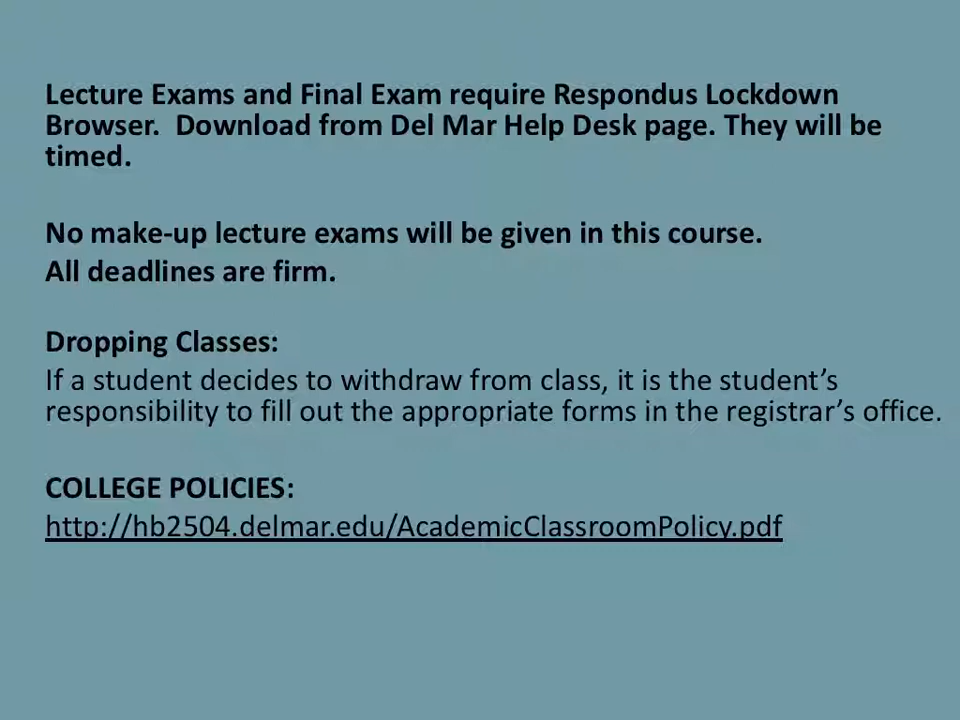 Lecture Exams and Final Exam require Respondus Lockdown
Browser.  Download from Del Mar Help Desk page. They will be
timed.
No make-up lecture exams will be given in this course.
All deadlines are firm.
Dropping Classes:
If a student decides to withdraw from class, it is the student’s
responsibility to fill out the appropriate forms in the registrar’s office.
COLLEGE POLICIES:
http://hb2504.delmar.edu/AcademicClassroomPolicy.pdf